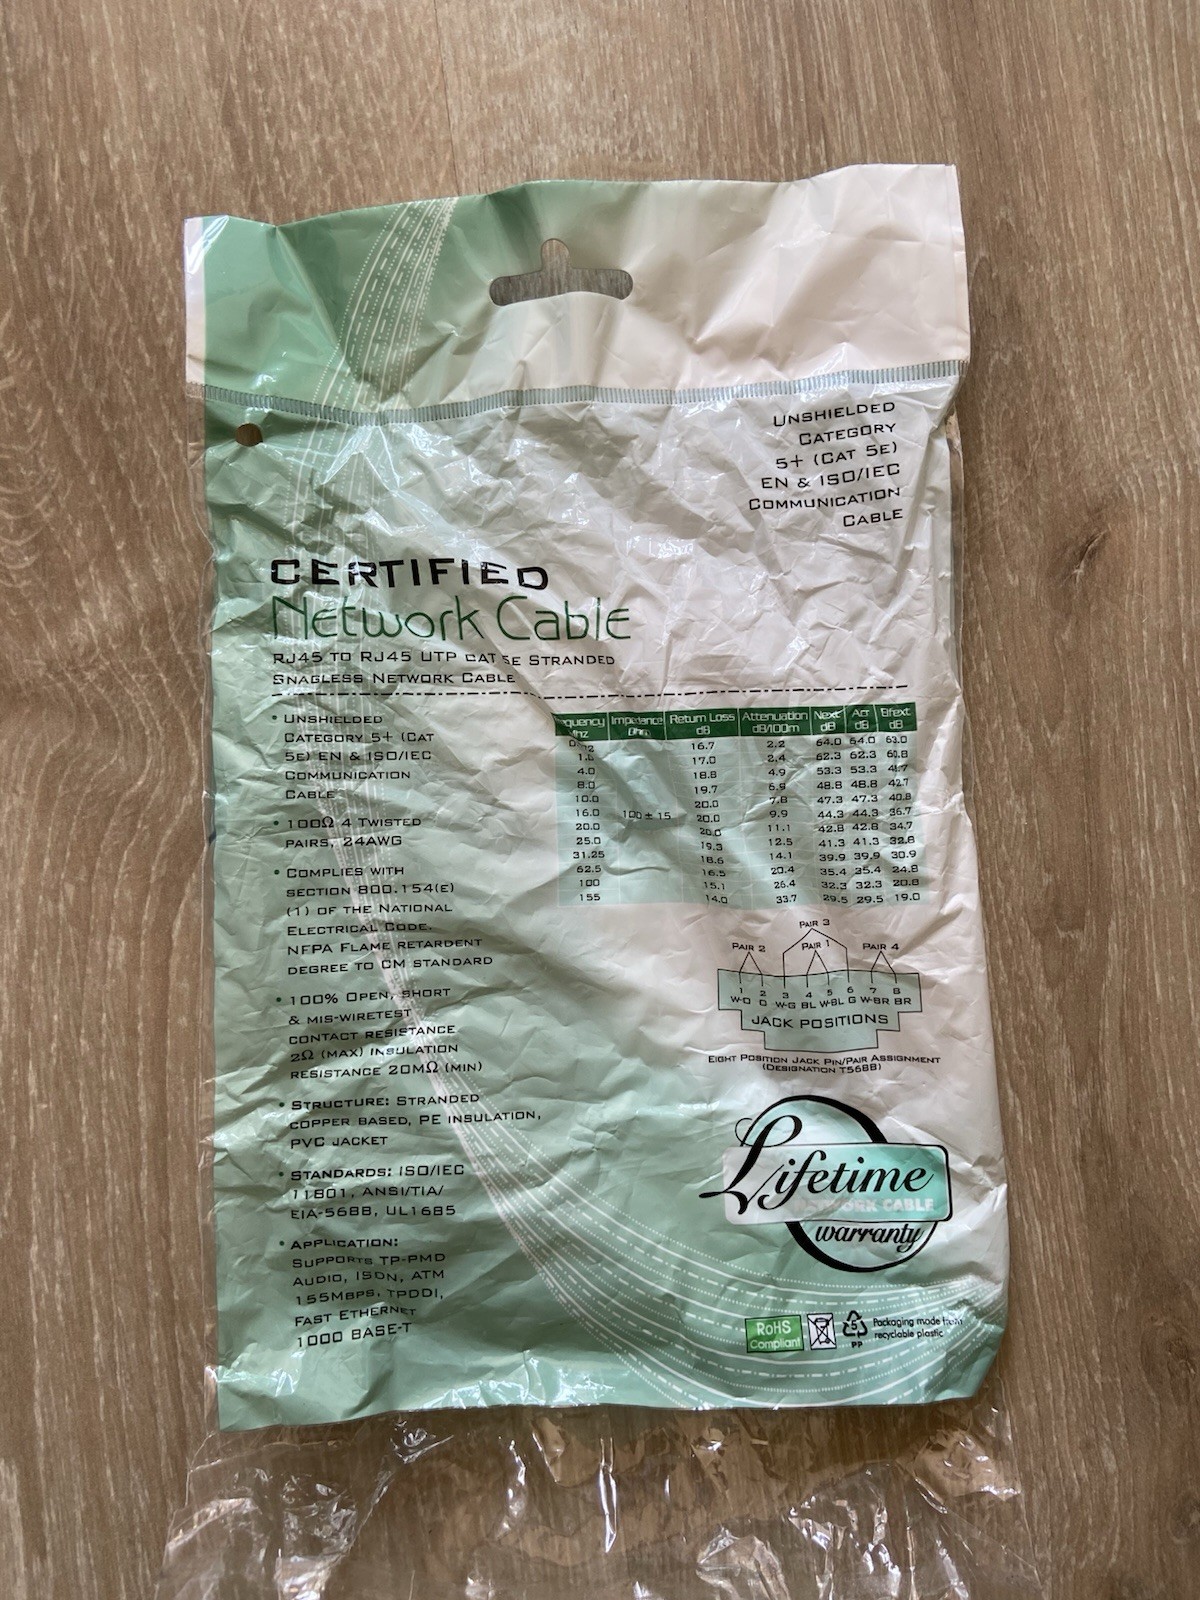 UNSHIELDED
CATEGORY
5+ (CAT 5E)
EN & ISO/IEC
COMMUNICATION
CABLE
CERTIFIED
Network Cable
RJ45 TO RJ45 UTP CAT 5E STRANDED
SNAGLESS NETWORK CABLE
• UNSHIELDED
CATEGORY 5+ (CAT
5E) EN & ISO/IEC
COMMUNICATION
CABLE
• 100Ω 4 TWISTED
PAIRS, 24AWG
• COMPLIES WITH
SECTION 800.154(E)
(1) OF THE NATIONAL
ELECTRICAL CODE.
NFPA FLAME RETARDENT
DEGREE TO CM STANDARD
• 100% OPEN, SHORT
& MIS-WIRETEST
CONTACT RESISTANCE
2Ω (MAX) INSULATION
RESISTANCE 20MΩ (MIN)
• STRUCTURE: STRANDED
COPPER BASED, PE INSULATION,
PVC JACKET
• STANDARDS: ISO/IEC
11801, ANSI/TIA/
EIA-568B, UL1685
• APPLICATION:
SUPPORTS TP-PMD
AUDIO, ISDN, ATM
155MBPS, TPDDI,
FAST ETHERNET
1000 BASE-T
Impedance Return Loss Attenuation Next Acr
Ohm dB dB/100m dB dB dB
16.7 2.2 64.0 64.0 63.0
17.0 2.4 62.3 62.3 60.8
4.0 18.8 4.9 53.3 53.3
8.0 19.7 6.9 48.8 48.8 42.7
10.0 20.0 7.8 47.3 47.3 40.8
16.0 100 ± 15 20.0 9.9 44.3 44.3 36.7
20.0 20.0 11.1 42.8 42.8 34.7
25.0 19.3 12.5 41.3 41.3 32.8
31.25 18.6 14.1 39.9 39.9 30.9
62.5 16.5 20.4 35.4 35.4 24.8
100 15.1 26.4 32.3 32.3 20.8
155 14.0 33.7 29.5 29.5 19.0
PAIR 3
PAIR 2 PAIR 1 PAIR 4
1 2 3 4 5 6 7 8
W-O O W-G BL W-BL G W-BR BR
JACK POSITIONS
EIGHT POSITION JACK PIN/PAIR ASSIGNMENT
(DESIGNATION T568B)
Lifetime
CABLE
warranty
RoHS
Compliant
5
PP
Packaging made from
recyclable plastic